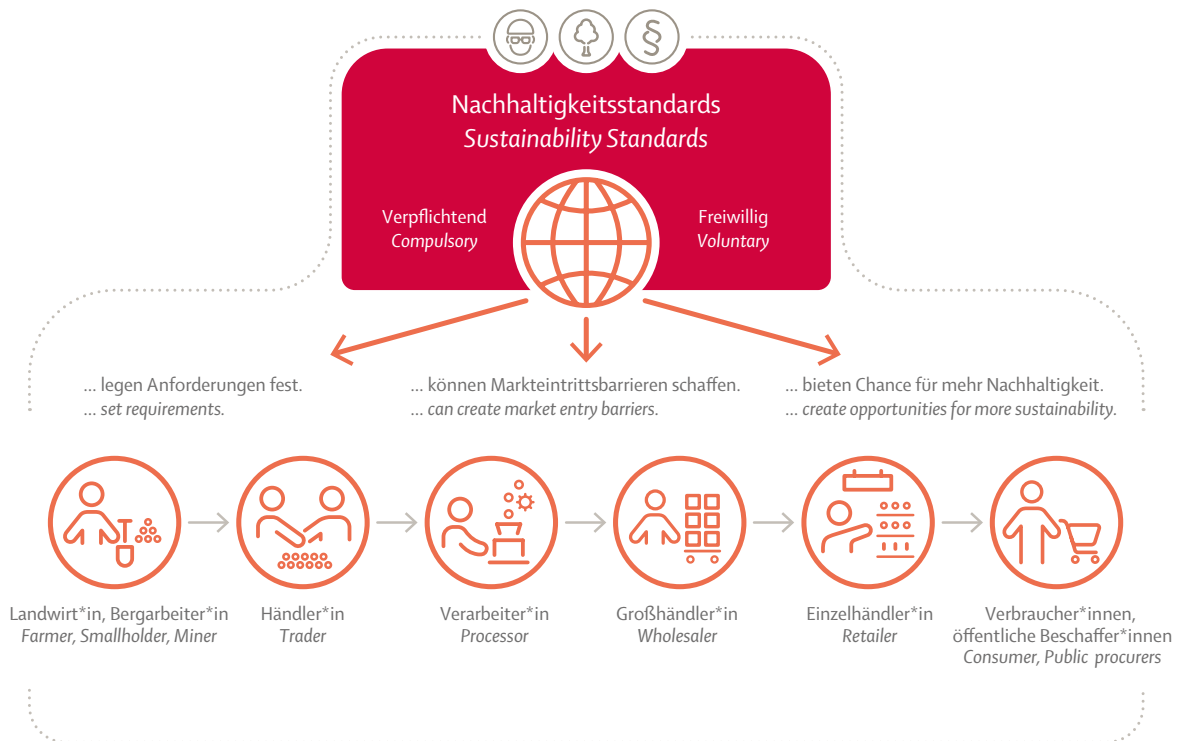 §
Nachhaltigkeitsstandards
Sustainability Standards
Verpflichtend
Compulsory
Freiwillig
Voluntary
... legen Anforderungen fest.
... set requirements.
... können Markteintrittsbarrieren schaffen.
... can create market entry barriers.
... bieten Chance für mehr Nachhaltigkeit.
... create opportunities for more sustainability.
Landwirt*in, Bergarbeiter*in
Farmer, Smallholder, Miner
Händler*in
Trader
Verarbeiter*in
Processor
Großhändler*in
Wholesaler
Einzelhändler*in
Retailer
Verbraucher*innen,
öffentliche Beschaffer*innen
Consumer, Public procurers